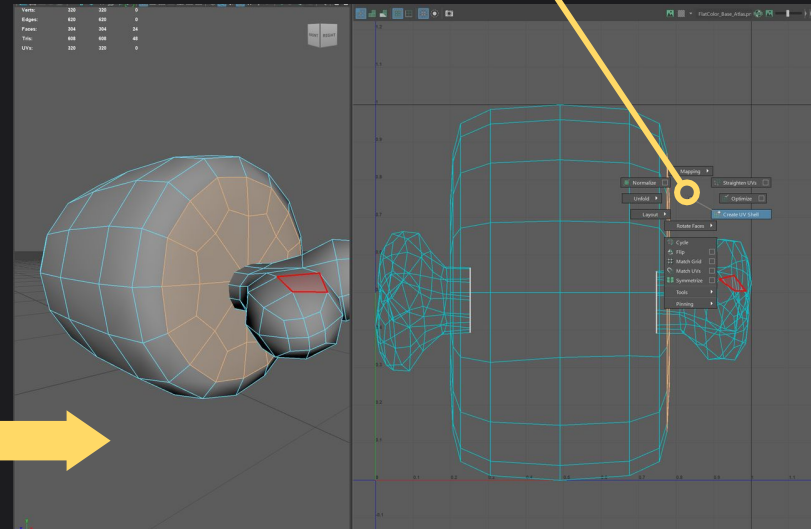 Verts: 320 320 0
Edges: 620 620 0
Faces: 304 304 24
Tris: 608 608 48
UVs: 320 320 0
RIGHT
FlatColor_Base_Atlas.pn
Mapping
Normalize
Straighten UVs
Unfold
Optimize
Layout
Create UV Shell
Rotate Faces
Cycle
Flip
Match Grid
Match UVs
Symmetrize
Tools
Pinning